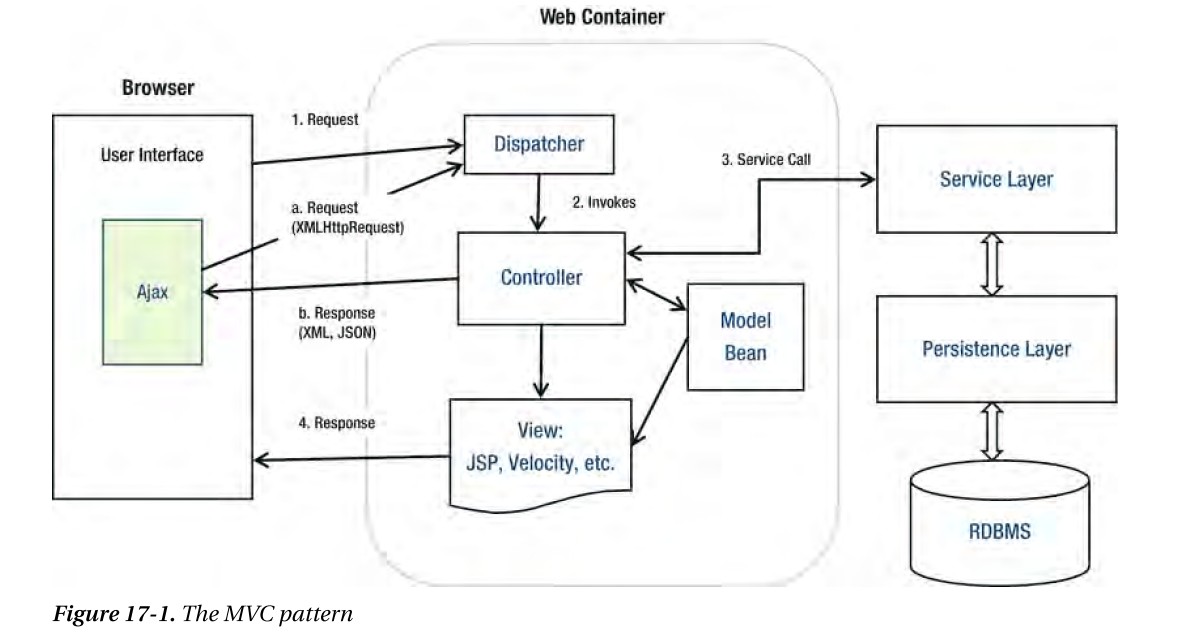 Web Container
Browser
User Interface
1. Request
Dispatcher
3. Service Call
Service Layer
a. Request
(XMLHttpRequest)
2. Invokes
Ajax
Controller
b. Response
(XML, JSON)
Model
Bean
Persistence Layer
4. Response
View:
JSP, Velocity, etc.
RDBMS
Figure 17-1. The MVC pattern